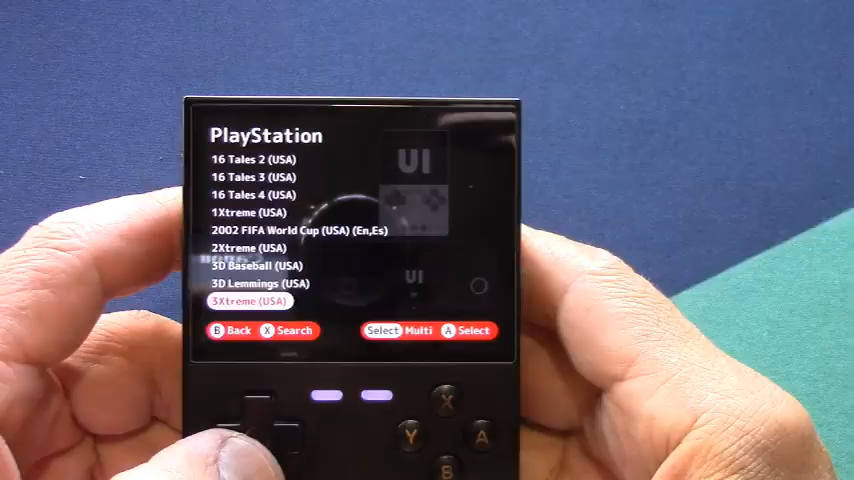 PlayStation
16 Tales 2 (USA)
16 Tales 3 (USA)
16 Tales 4 (USA)
1Xtreme (USA)
2002 FIFA World Cup (USA) (En,Es)
2Xtreme (USA)
3D Baseball (USA)
3D Lemmings (USA)
3Xtreme (USA)
UI
UI
B Back X Search Select Multi A Select
X
Y A
B